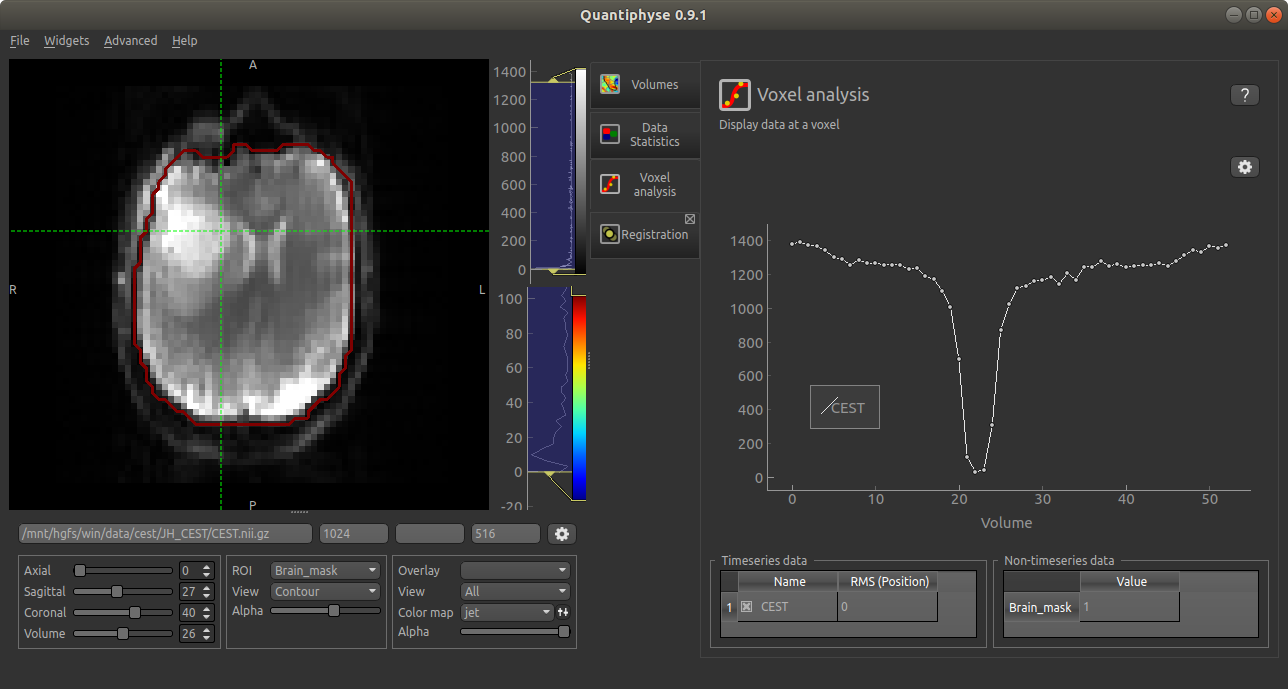 Quantiphyse 0.9.1
File Widgets Advanced Help
A
R
L
P
1400
1200
1000
800
600
400
200
0
100
80
60
40
20
0
-20
Volumes
Data
Statistics
Voxel
analysis
Registration
Voxel analysis
?
Display data at a voxel
1400
1200
1000
800
600
400
200
0
CEST
0 10 20 30 40 50
Volume
/mnt/hgfs/win/data/cest/JH_CEST/CEST.nii.gz 1024 516
Axial 0
Sagittal 27
Coronal 40
Volume 26
ROI Brain_mask
View Contour
Alpha
Overlay
View All
Color map jet
Alpha
Timeseries data
Name RMS (Position)
1 CEST 0
Non-timeseries data
Value
Brain_mask 1